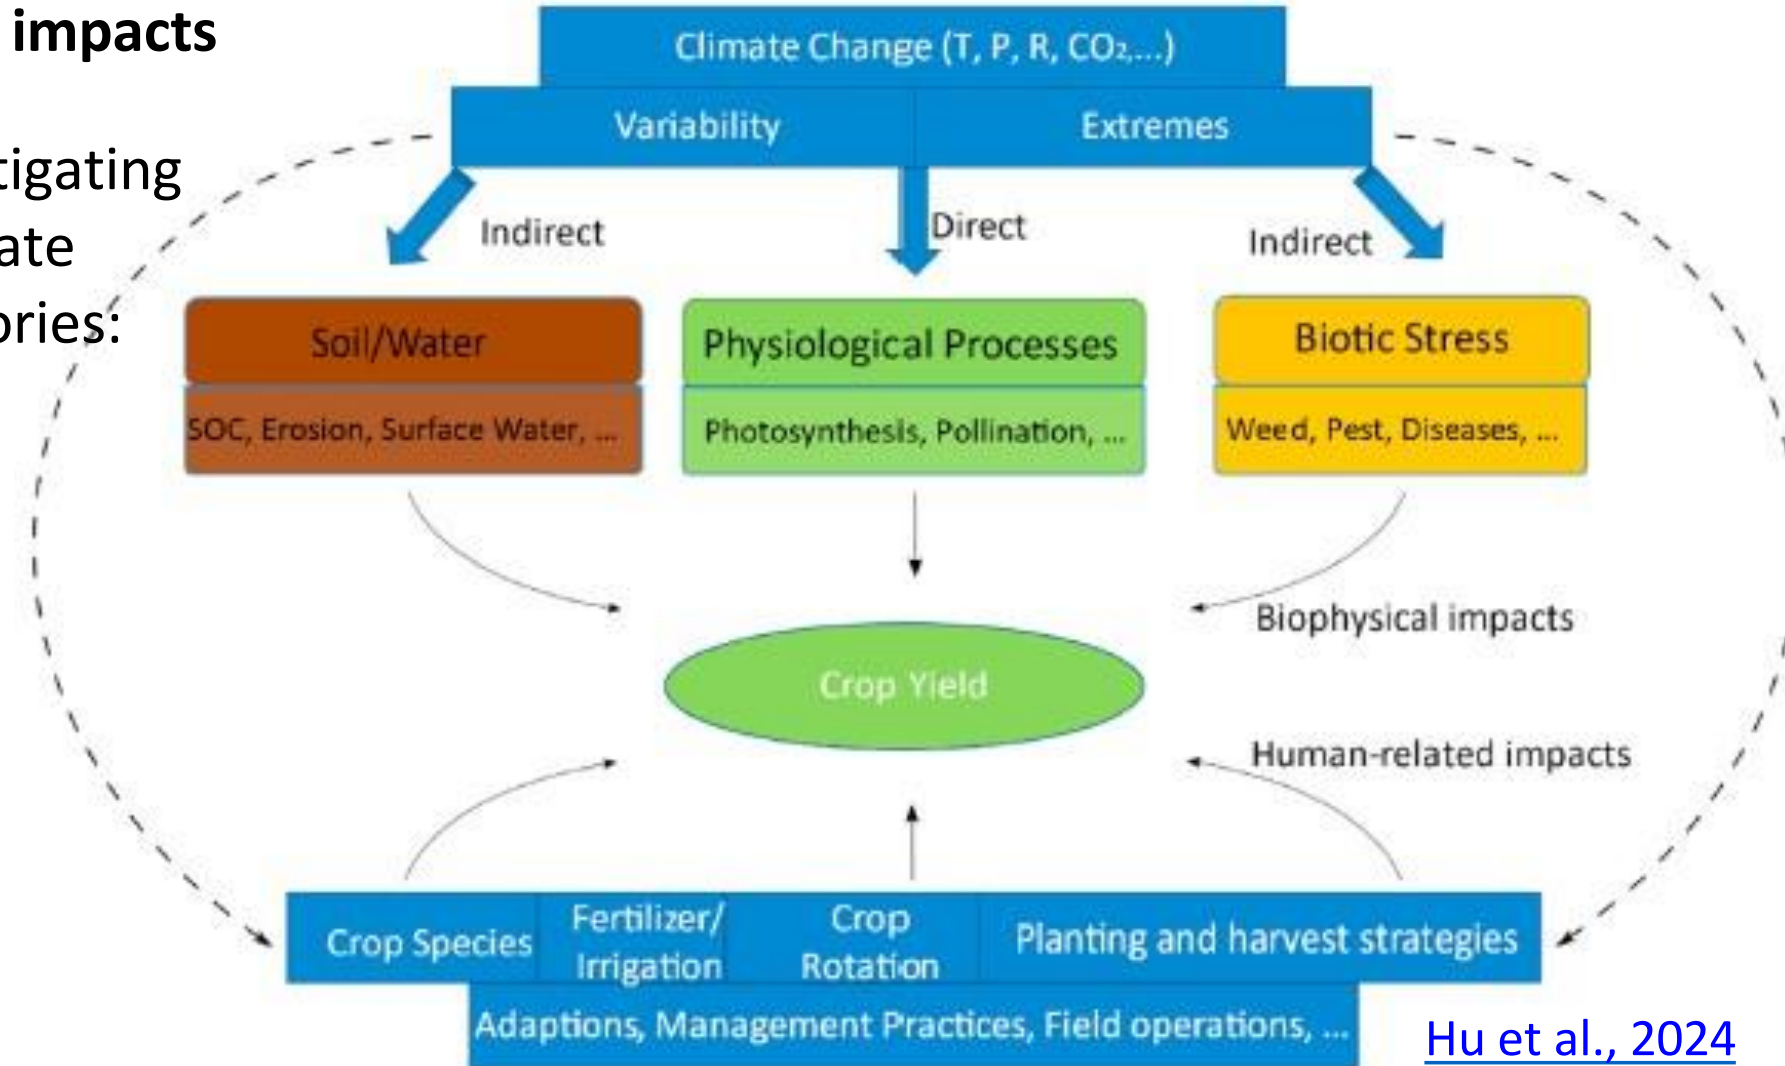 impacts
tigating
ate
ories:
Climate Change (T, P, R, CO₂,...)
Variability
Extremes
Indirect
Direct
Indirect
Soil/Water
SOC, Erosion, Surface Water, ...
Physiological Processes
Photosynthesis, Pollination, ...
Biotic Stress
Weed, Pest, Diseases, ...
Biophysical impacts
Crop Yield
Human-related impacts
Crop Species
Fertilizer/
Irrigation
Crop
Rotation
Planting and harvest strategies
Adaptions, Management Practices, Field operations, ...
Hu et al., 2024